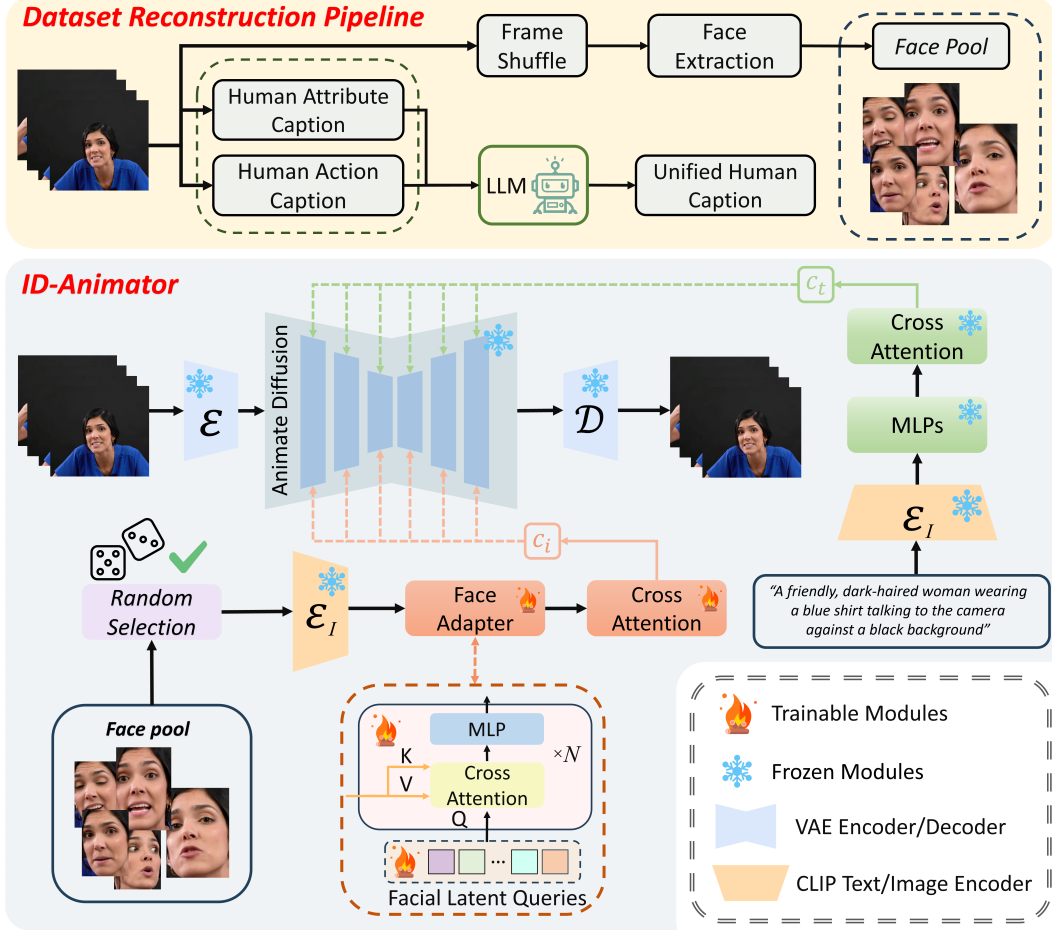 Dataset Reconstruction Pipeline
Frame
Shuffle
Face
Extraction
Face Pool
Human Attribute
Caption
Human Action
Caption
LLM
Unified Human
Caption
ID-Animator
c_t
Cross
Attention
Animate Diffusion
ℰ
𝒟
MLPs
ℰ_I
c_i
"A friendly, dark-haired woman wearing
a blue shirt talking to the camera
against a black background"
Random
Selection
ℰ_I
Face
Adapter
Cross
Attention
Face pool
MLP
×N
K
V
Cross
Attention
Q
...
Facial Latent Queries
Trainable Modules
Frozen Modules
VAE Encoder/Decoder
CLIP Text/Image Encoder